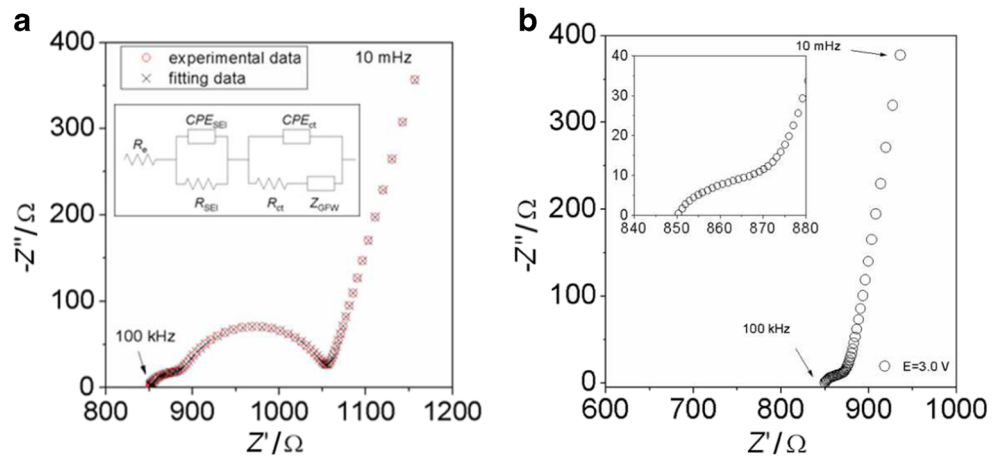 a
400
300
200
100
0
-Z"/Ω
experimental data
fitting data
10 mHz
CPE_SEI
CPE_ct
R_e
R_SEI
R_ct
Z_GFW
100 kHz
800 900 1000 1100 1200
Z'/Ω
b
400
300
200
100
0
-Z"/Ω
10 mHz
40
30
20
10
0
840 850 860 870 880
100 kHz
E=3.0 V
600 700 800 900 1000
Z'/Ω